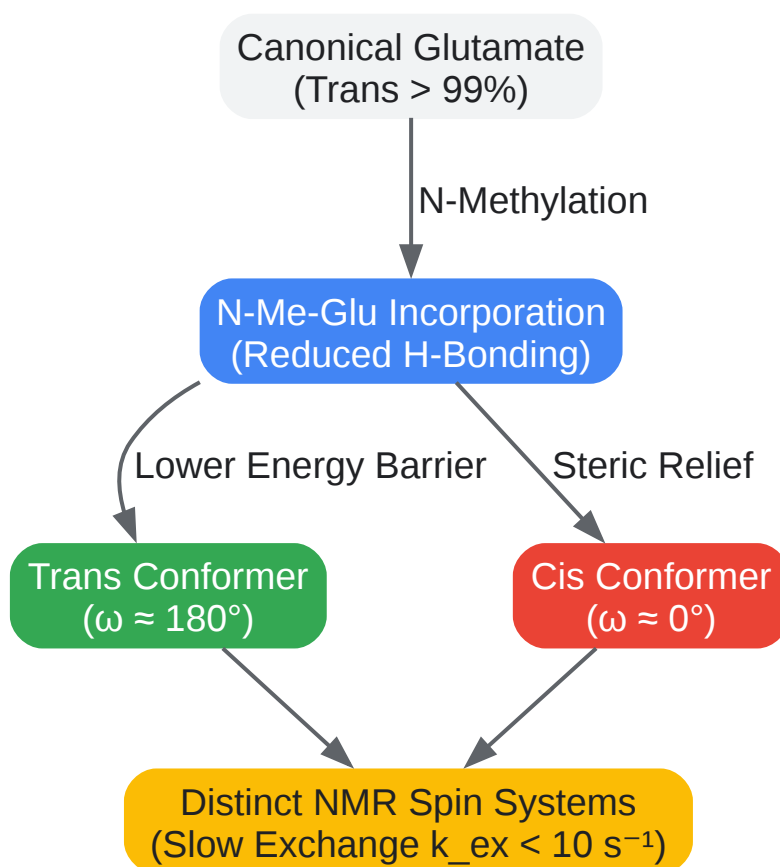 Canonical Glutamate
(Trans > 99%)
N-Methylation
N-Me-Glu Incorporation
(Reduced H-Bonding)
Lower Energy Barrier
Steric Relief
Trans Conformer
(ω ≈ 180°)
Cis Conformer
(ω ≈ 0°)
Distinct NMR Spin Systems
(Slow Exchange k_ex < 10 s⁻¹)